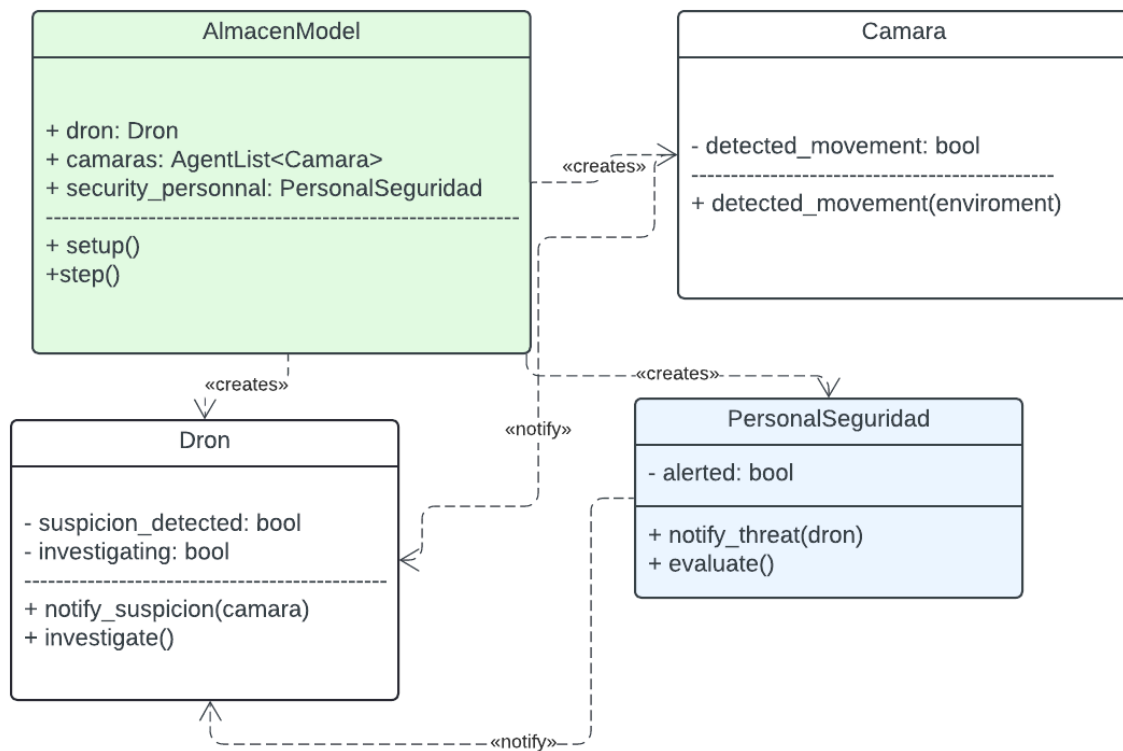 AlmacenModel
+ dron: Dron
+ camaras: AgentList<Camara>
+ security_personnal: PersonalSeguridad
+ setup()
+step()
Camara
- detected_movement: bool
+ detected_movement(enviroment)
«creates»
«creates»
«creates»
«notify»
Dron
- suspicion_detected: bool
- investigating: bool
+ notify_suspicion(camara)
+ investigate()
PersonalSeguridad
- alerted: bool
+ notify_threat(dron)
+ evaluate()
«notify»